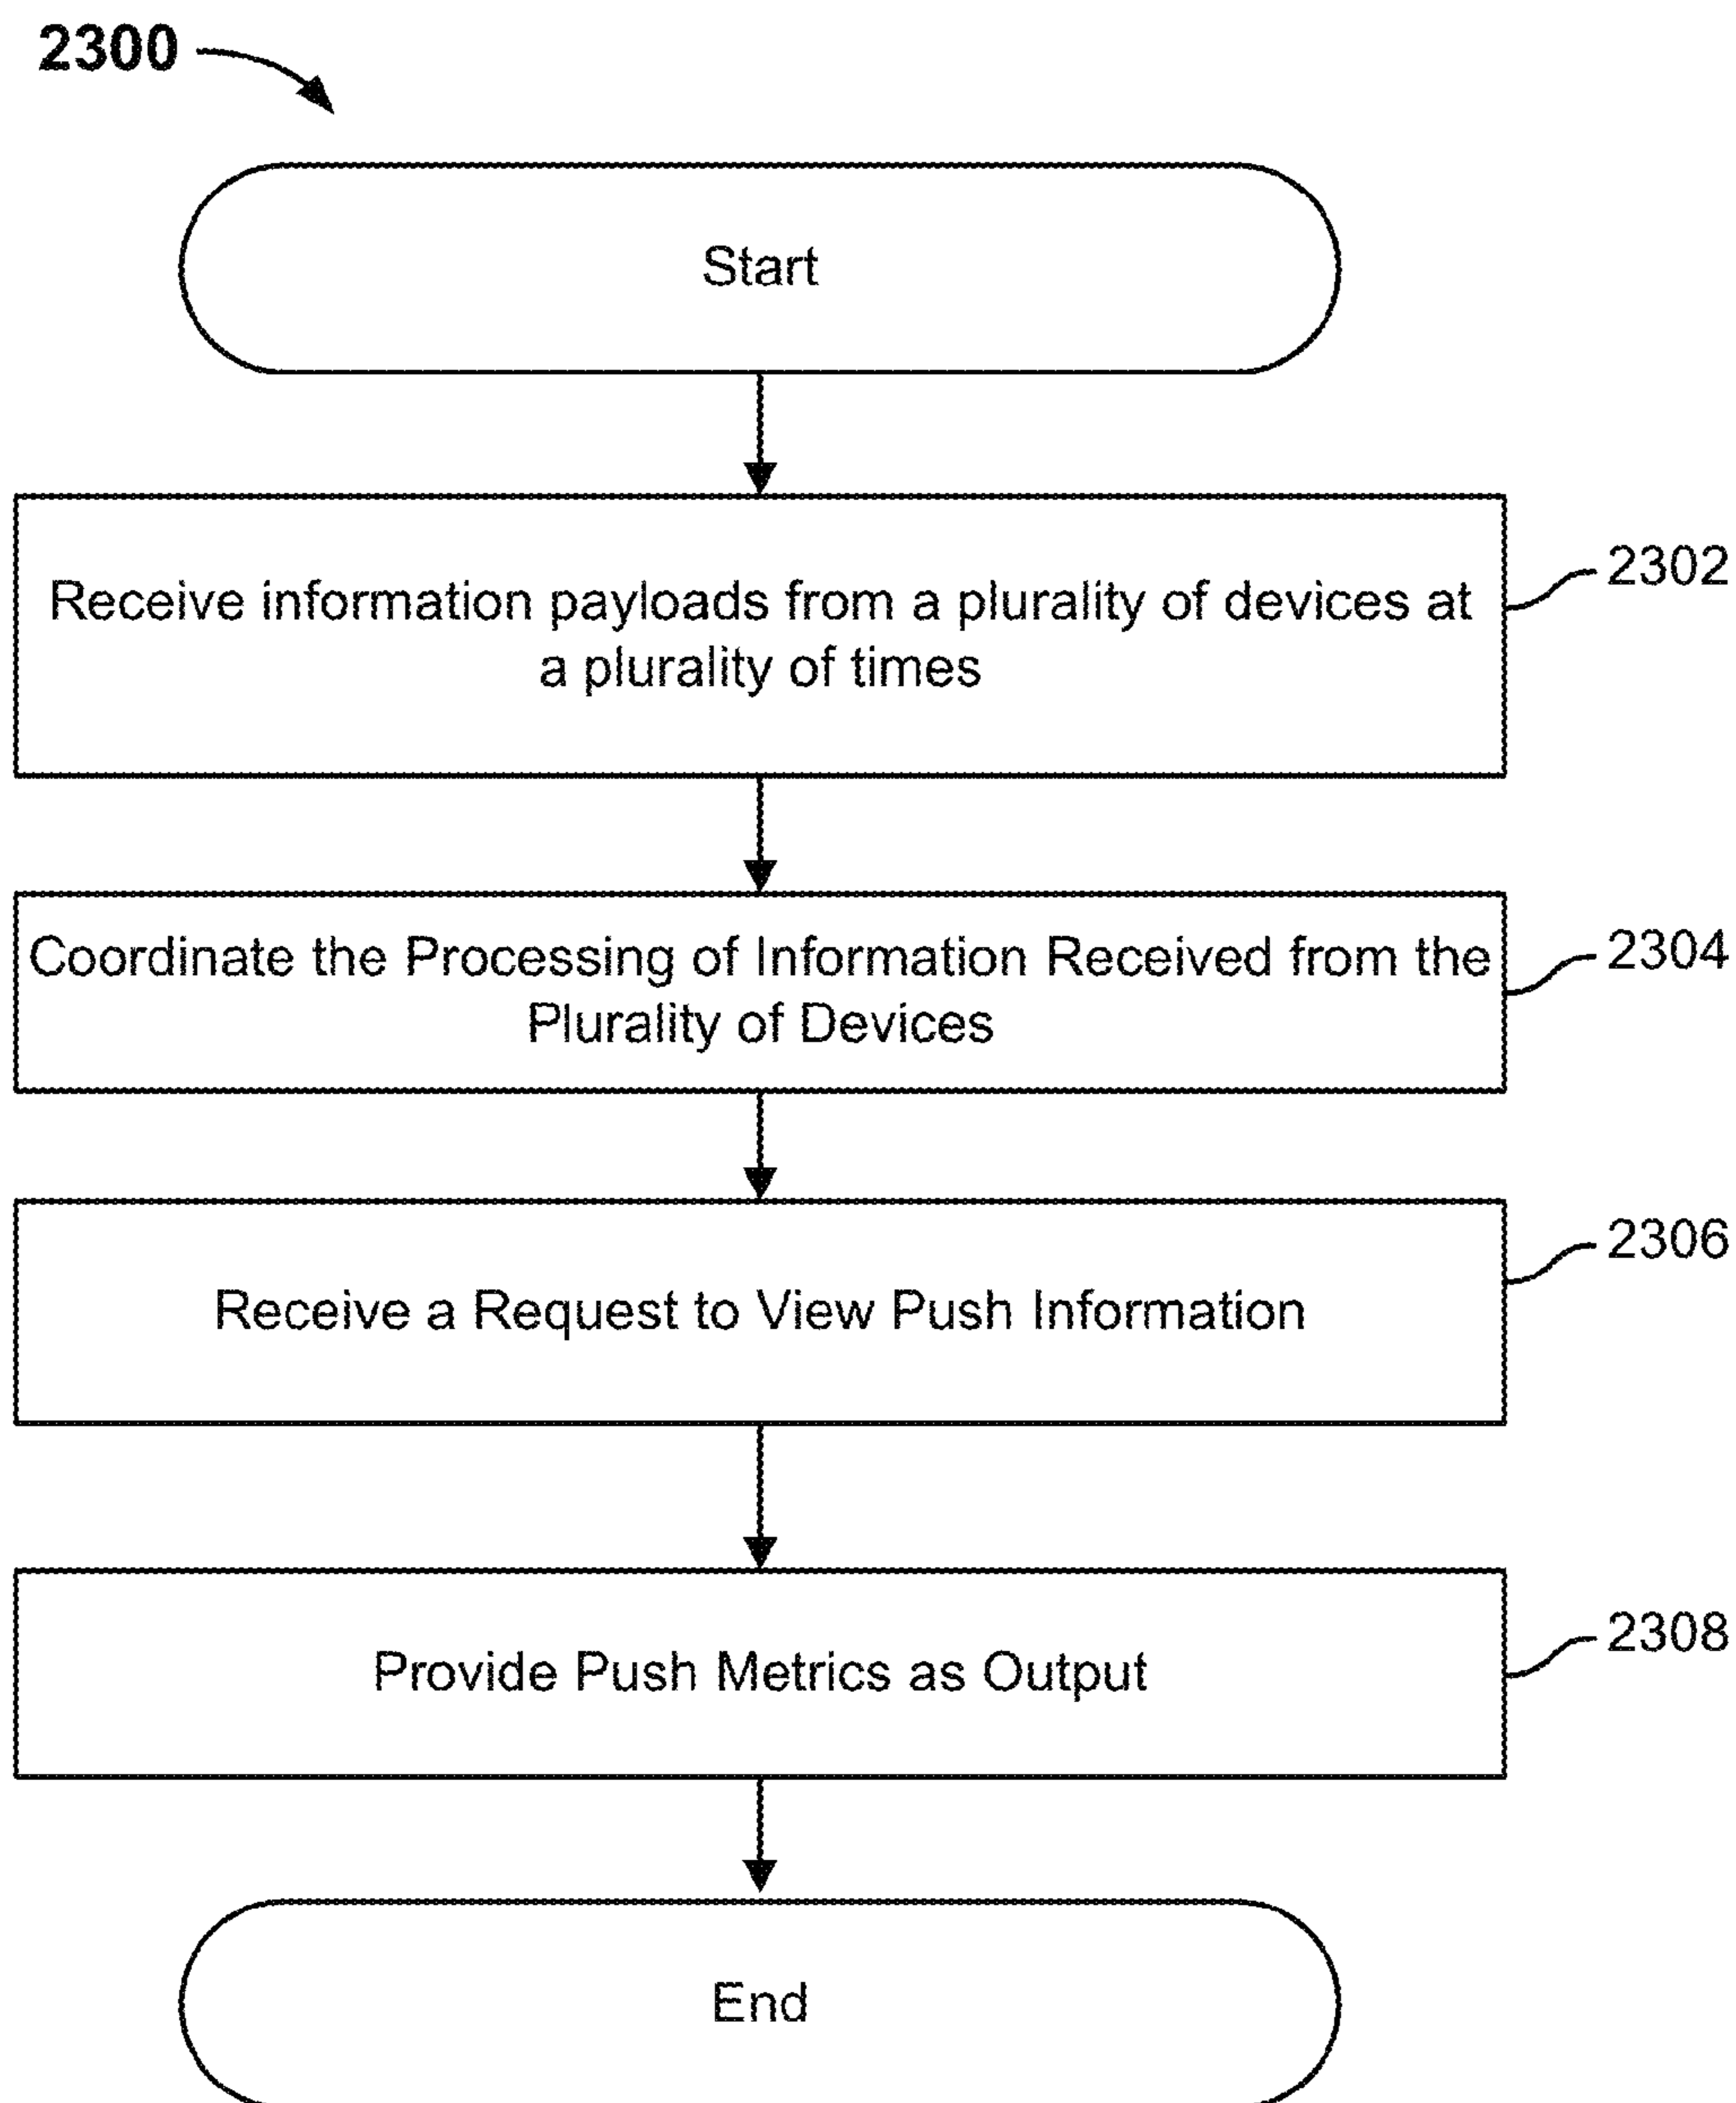 2300
Start
Receive information payloads from a plurality of devices at
a plurality of times
2302
Coordinate the Processing of Information Received from the
Plurality of Devices
2304
Receive a Request to View Push Information
2306
Provide Push Metrics as Output
2308
End